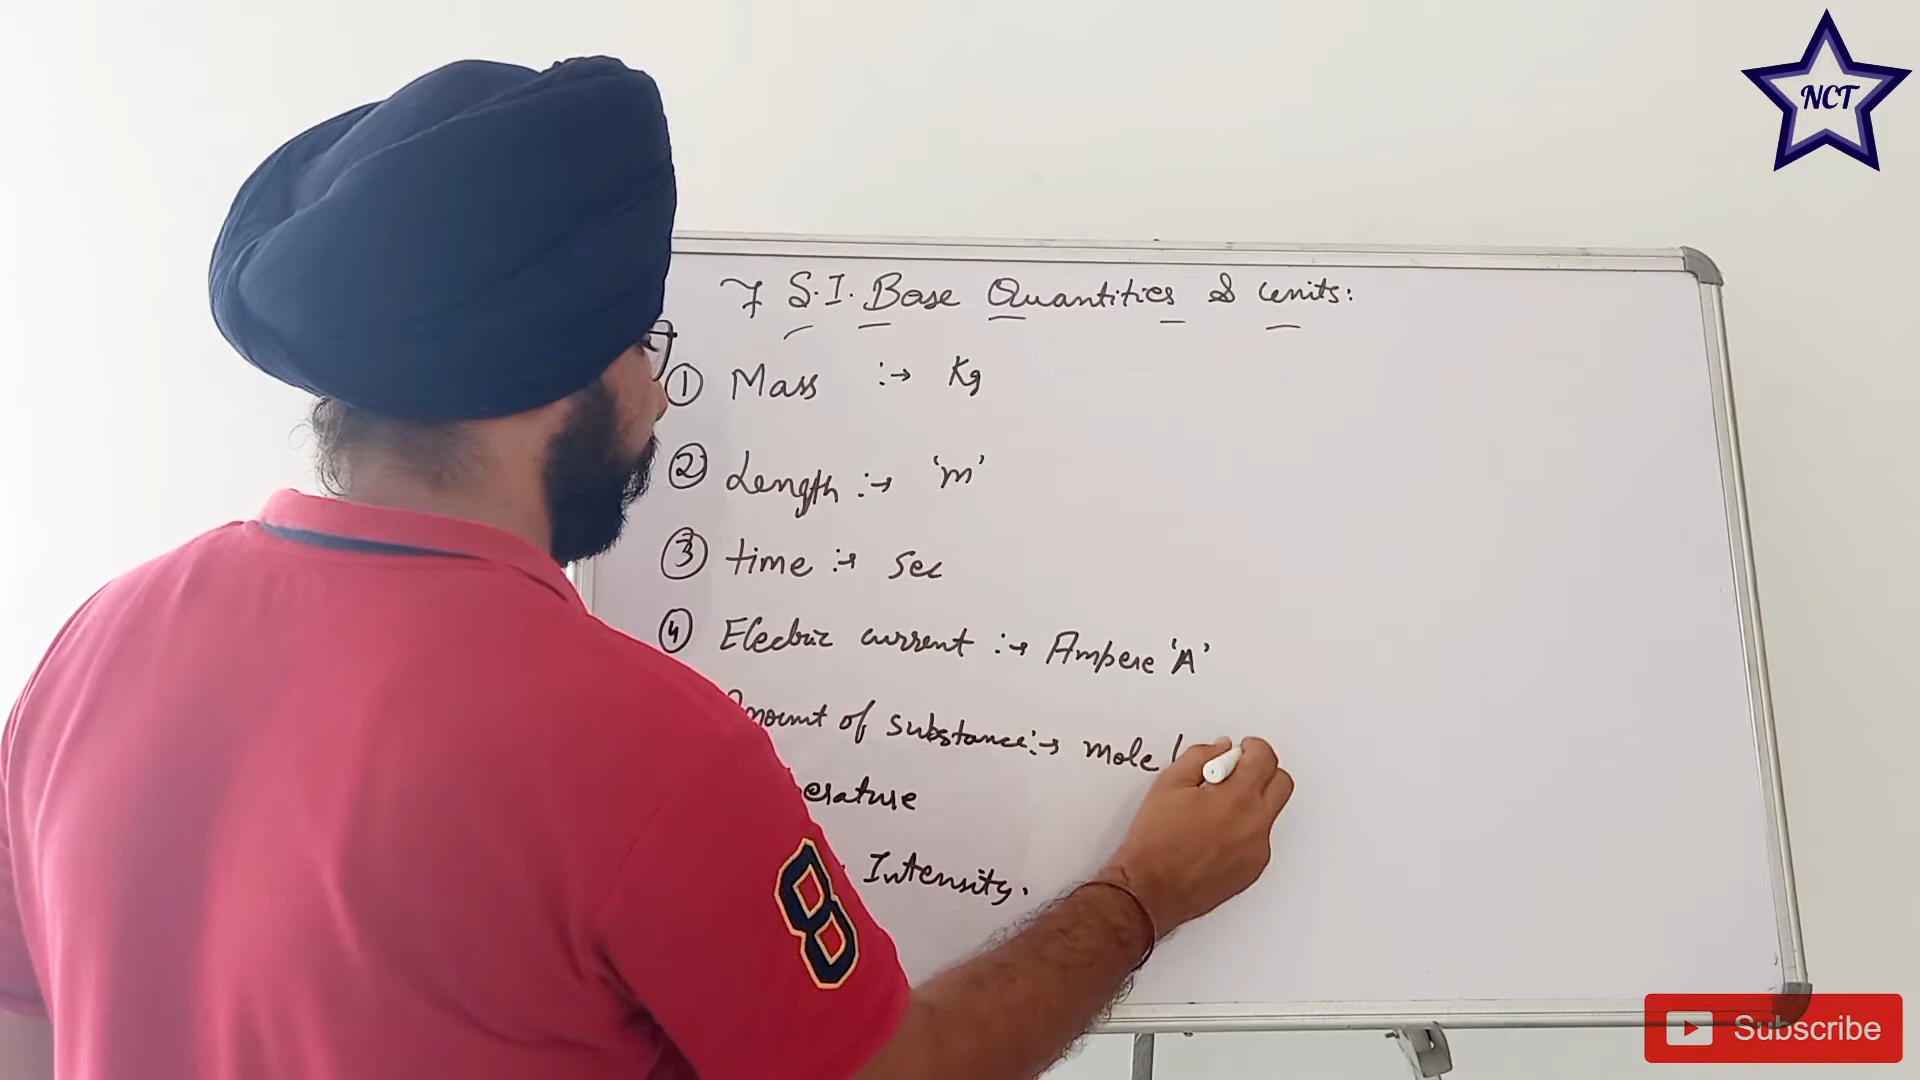 NCT
7 S.I. Base Quantities & units:
① Mass :→ Kg
② Length :→ 'm'
③ time :→ Sec
④ Electric current :→ Ampere 'A'
of substance :→ mole (
erature
Intensity.
8
Subscribe